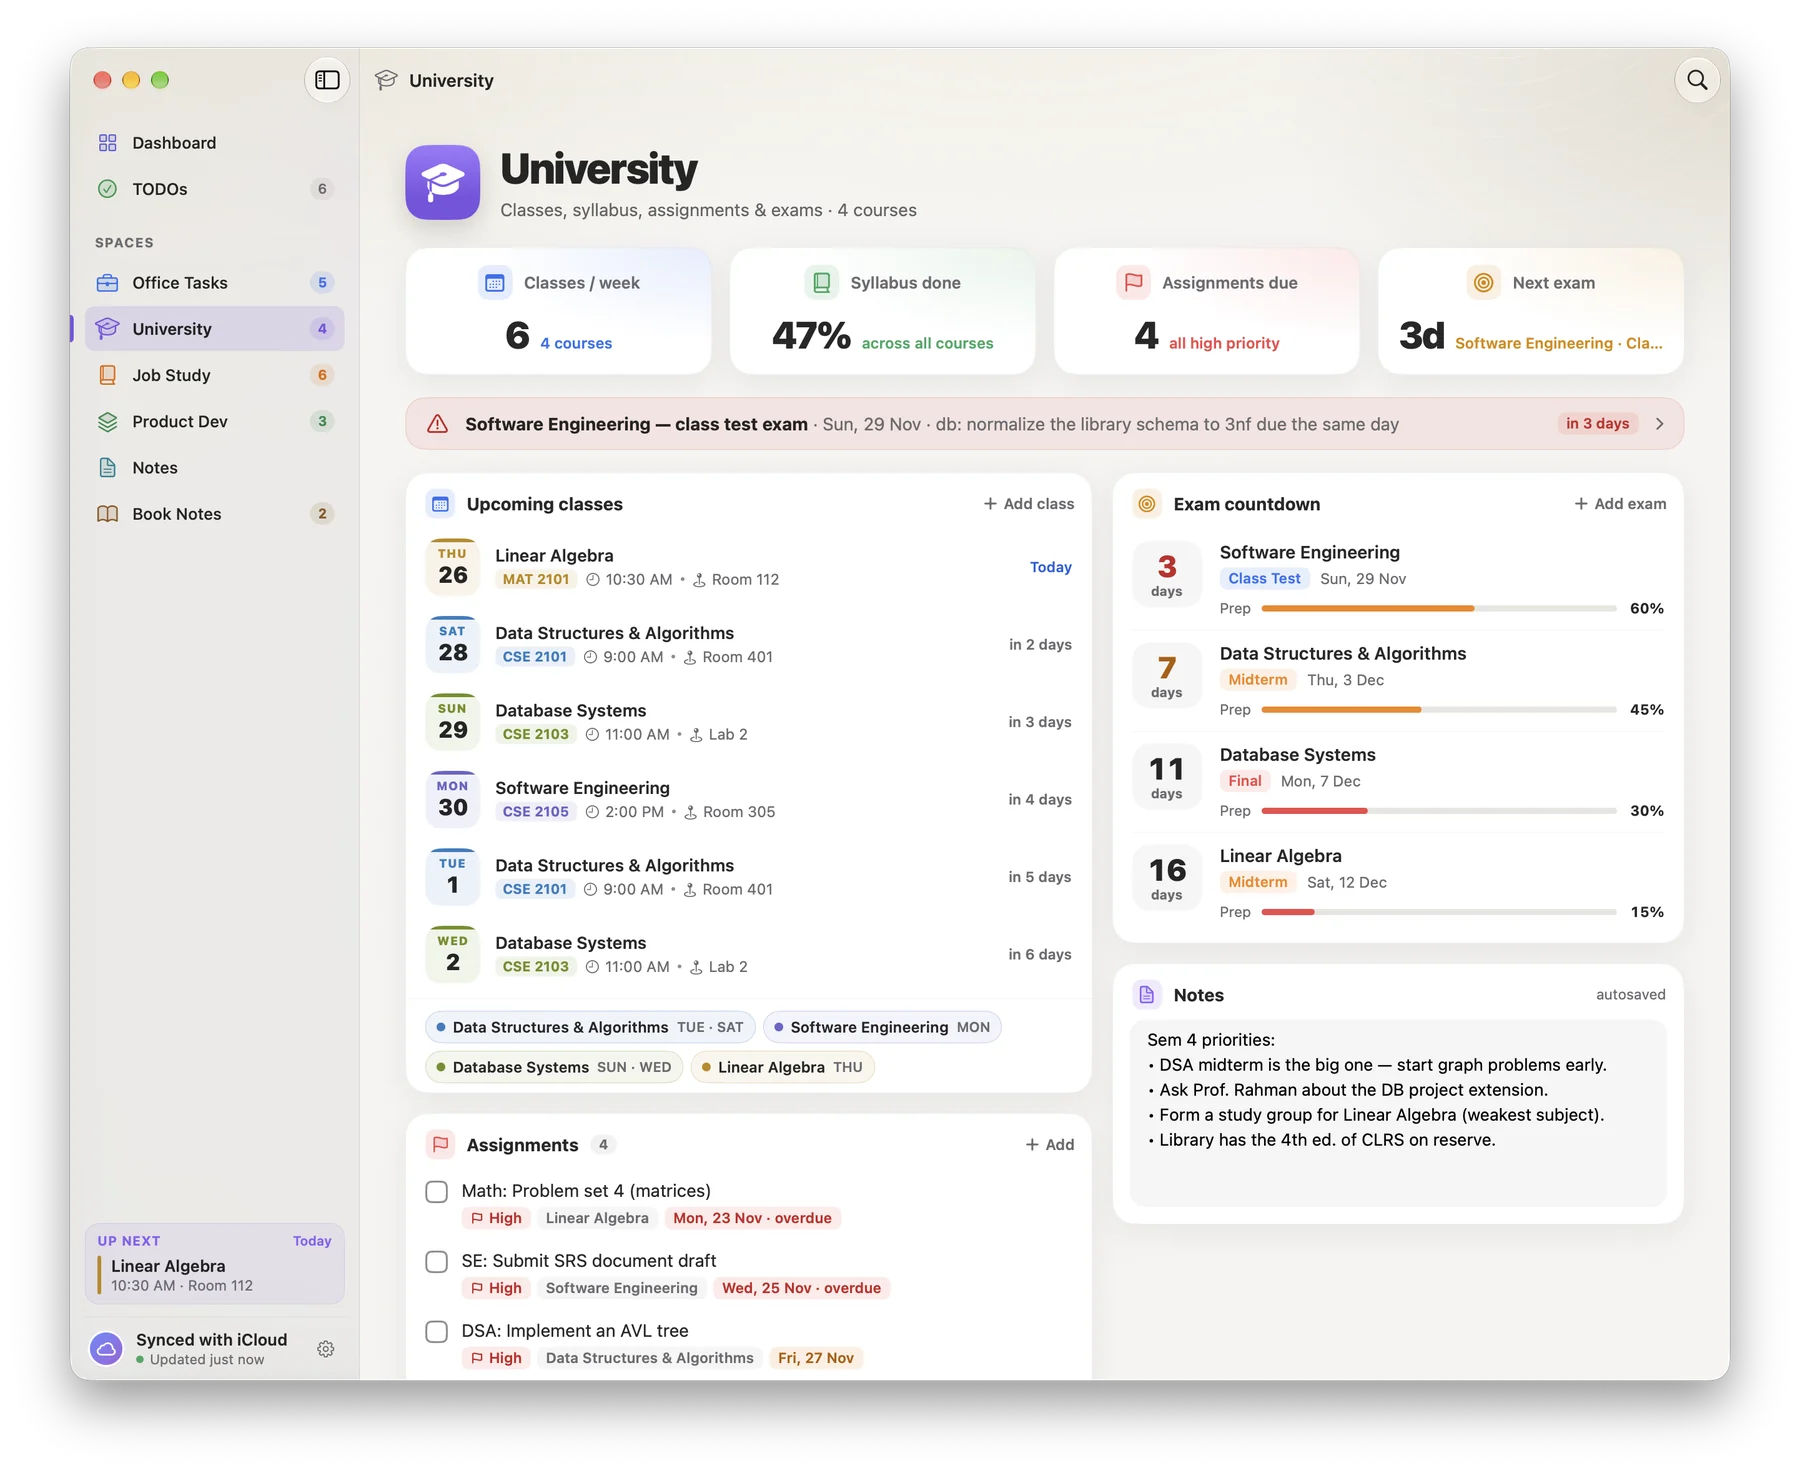 University
Dashboard
TODOs 6
SPACES
Office Tasks 5
University 4
Job Study 6
Product Dev 3
Notes
Book Notes 2
UP NEXT Today
Linear Algebra
10:30 AM · Room 112
Synced with iCloud
Updated just now
University
Classes, syllabus, assignments & exams · 4 courses
Classes / week
6 4 courses
Syllabus done
47% across all courses
Assignments due
4 all high priority
Next exam
3d Software Engineering · Cla...
Software Engineering — class test exam · Sun, 29 Nov · db: normalize the library schema to 3nf due the same day in 3 days
Upcoming classes + Add class
THU
26
Linear Algebra
MAT 2101 10:30 AM • Room 112
Today
SAT
28
Data Structures & Algorithms
CSE 2101 9:00 AM • Room 401
in 2 days
SUN
29
Database Systems
CSE 2103 11:00 AM • Lab 2
in 3 days
MON
30
Software Engineering
CSE 2105 2:00 PM • Room 305
in 4 days
TUE
1
Data Structures & Algorithms
CSE 2101 9:00 AM • Room 401
in 5 days
WED
2
Database Systems
CSE 2103 11:00 AM • Lab 2
in 6 days
Data Structures & Algorithms TUE · SAT Software Engineering MON
Database Systems SUN · WED Linear Algebra THU
Assignments 4 + Add
Math: Problem set 4 (matrices)
High Linear Algebra Mon, 23 Nov · overdue
SE: Submit SRS document draft
High Software Engineering Wed, 25 Nov · overdue
DSA: Implement an AVL tree
High Data Structures & Algorithms Fri, 27 Nov
Exam countdown + Add exam
3
days
Software Engineering
Class Test Sun, 29 Nov
Prep 60%
7
days
Data Structures & Algorithms
Midterm Thu, 3 Dec
Prep 45%
11
days
Database Systems
Final Mon, 7 Dec
Prep 30%
16
days
Linear Algebra
Midterm Sat, 12 Dec
Prep 15%
Notes autosaved
Sem 4 priorities:
• DSA midterm is the big one — start graph problems early.
• Ask Prof. Rahman about the DB project extension.
• Form a study group for Linear Algebra (weakest subject).
• Library has the 4th ed. of CLRS on reserve.